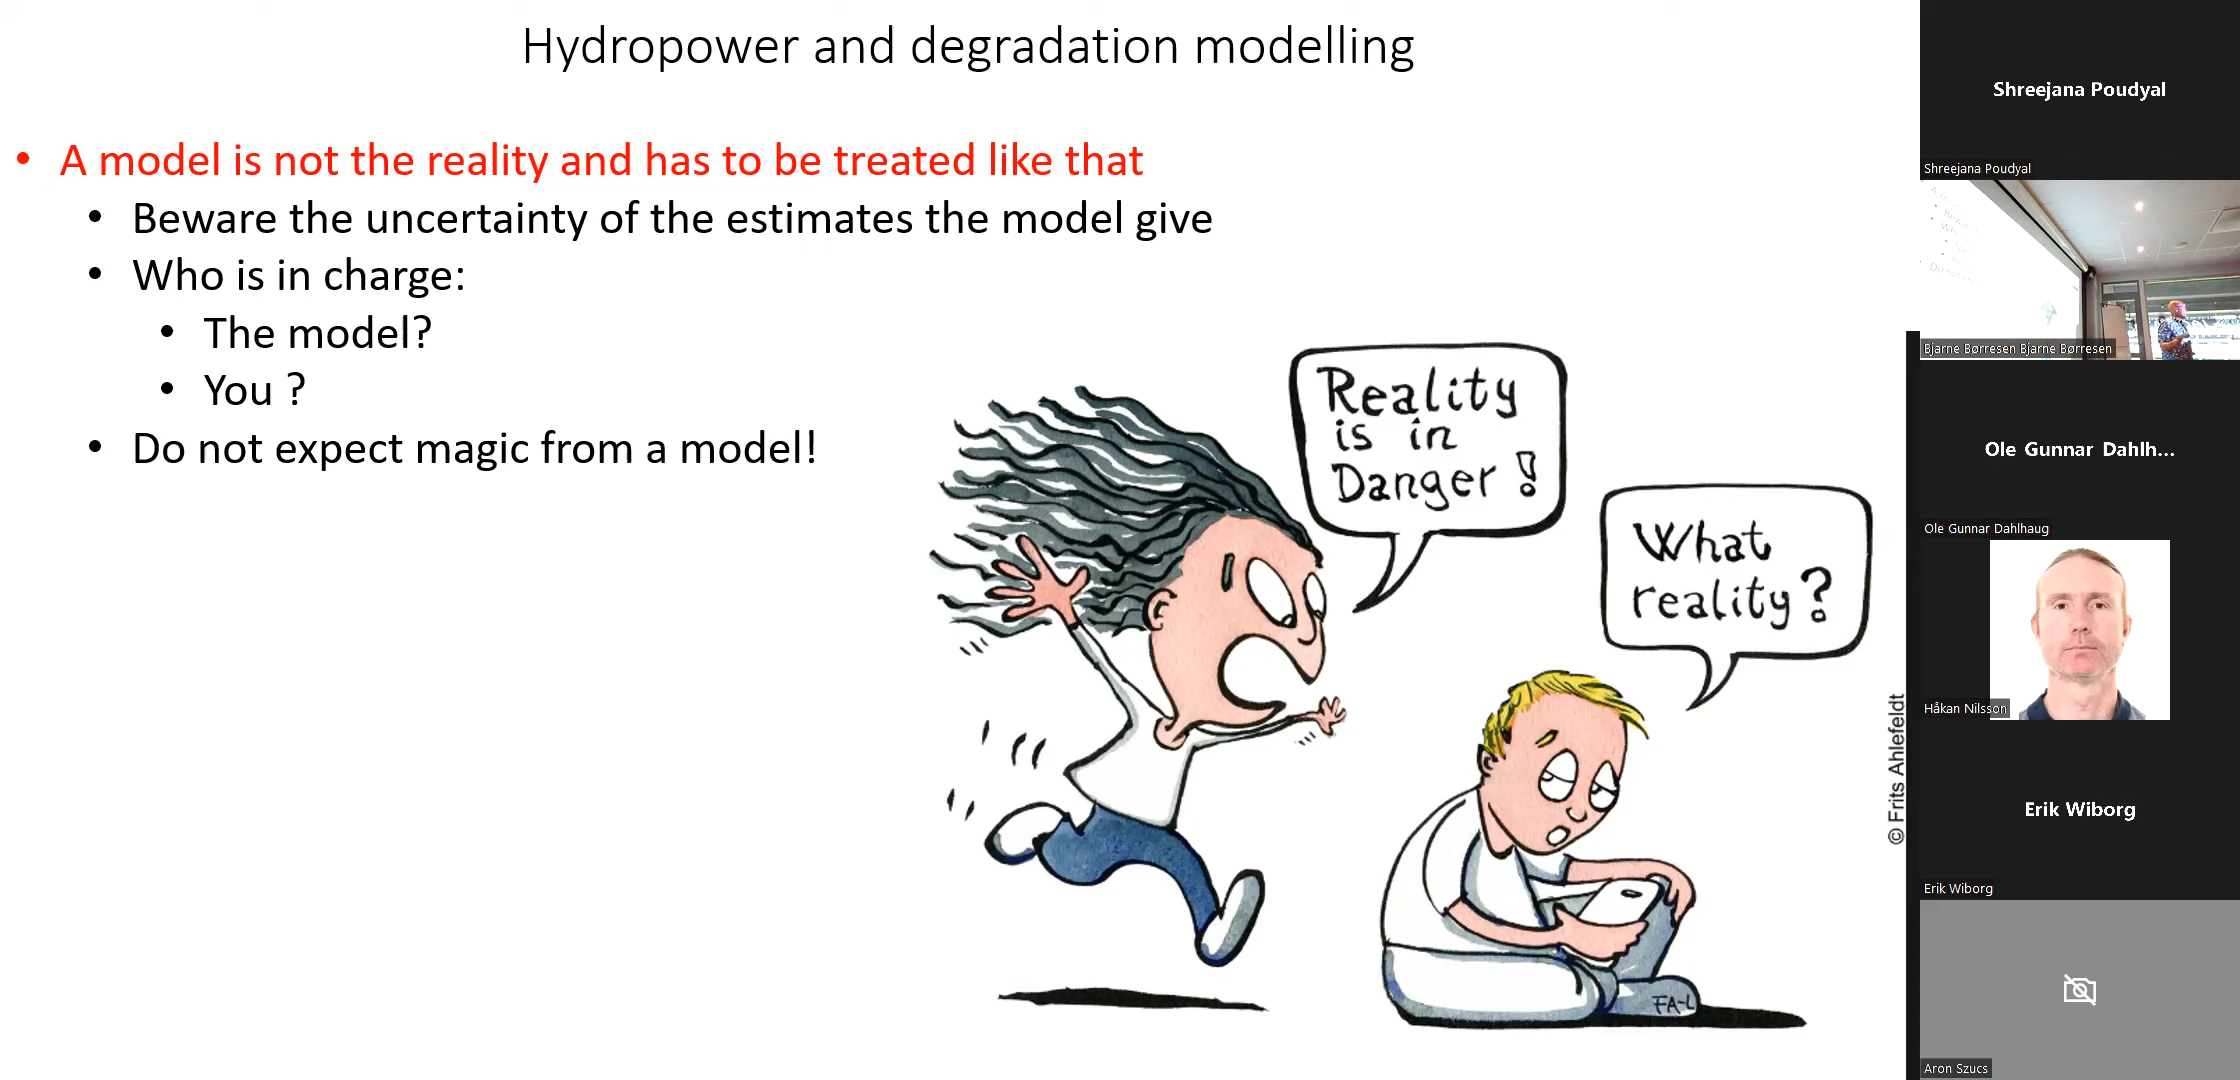 Hydropower and degradation modelling
• A model is not the reality and has to be treated like that
• Beware the uncertainty of the estimates the model give
• Who is in charge:
• The model?
• You ?
• Do not expect magic from a model!
Reality
is in
Danger !
What
reality?
© Frits Ahlefeldt
FA-L
Shreejana Poudyal
Shreejana Poudyal
Bjarne Børresen Bjarne Børresen
Ole Gunnar Dahlh...
Ole Gunnar Dahlhaug
Håkan Nilsson
Erik Wiborg
Erik Wiborg
Aron Szucs